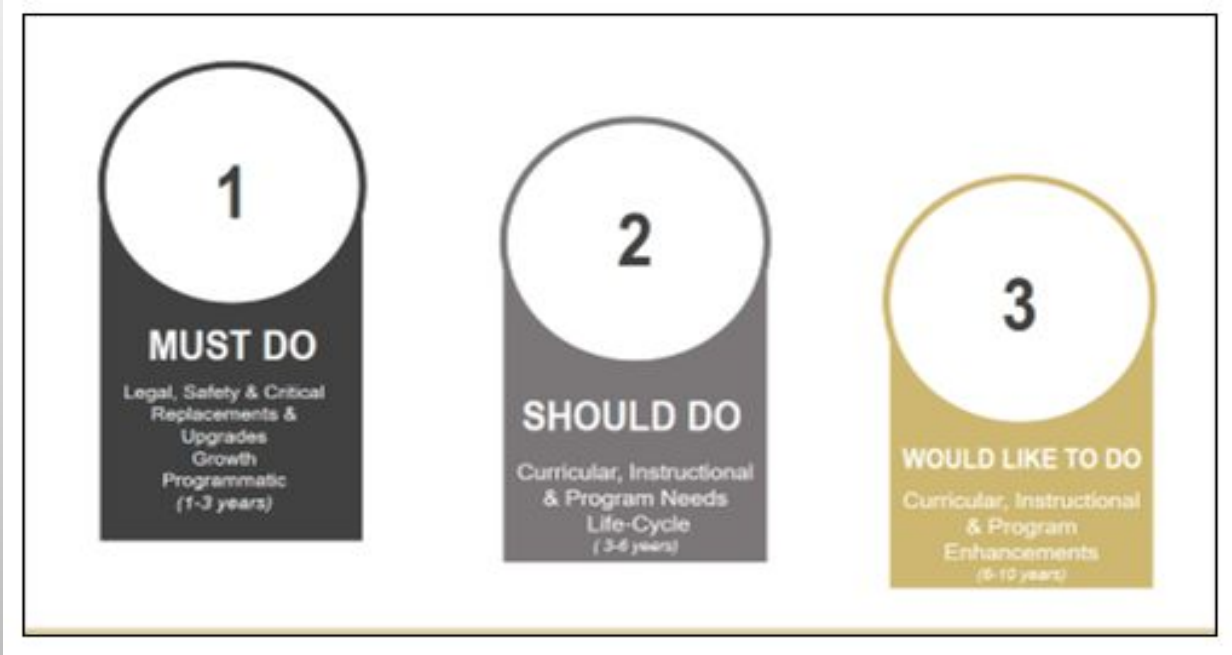 1
MUST DO
Legal, Safety & Critical
Replacements &
Upgrades
Growth
Programmatic
(1-3 years)
2
SHOULD DO
Curricular, Instructional
& Program Needs
Life-Cycle
( 3-6 years)
3
WOULD LIKE TO DO
Curricular, Instructional
& Program
Enhancements
(6-10 years)